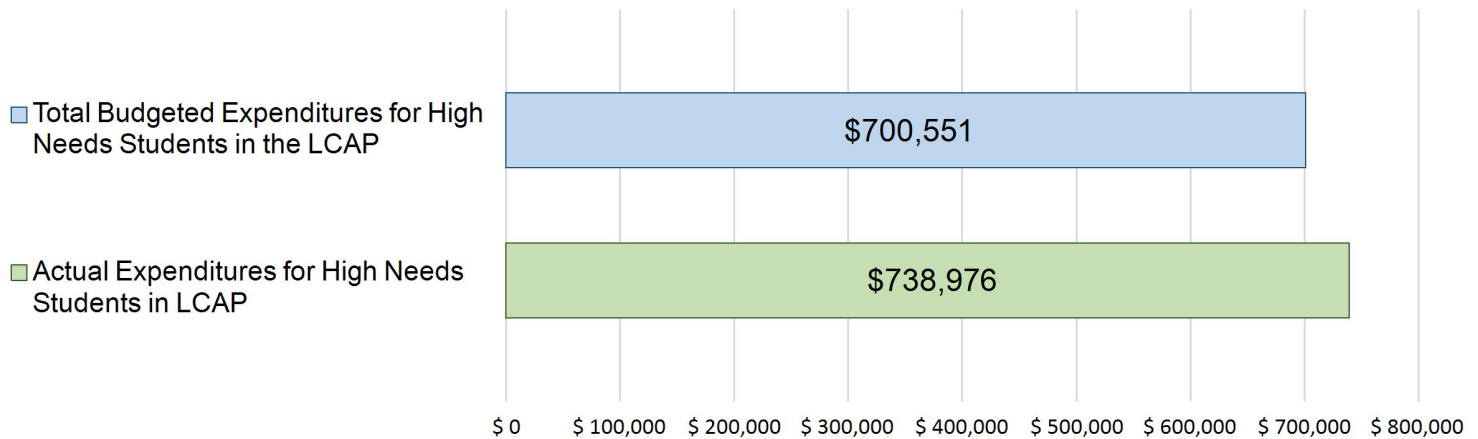 Total Budgeted Expenditures for High
Needs Students in the LCAP
$700,551
Actual Expenditures for High Needs
Students in LCAP
$738,976
$ 0 $ 100,000 $ 200,000 $ 300,000 $ 400,000 $ 500,000 $ 600,000 $ 700,000 $ 800,000